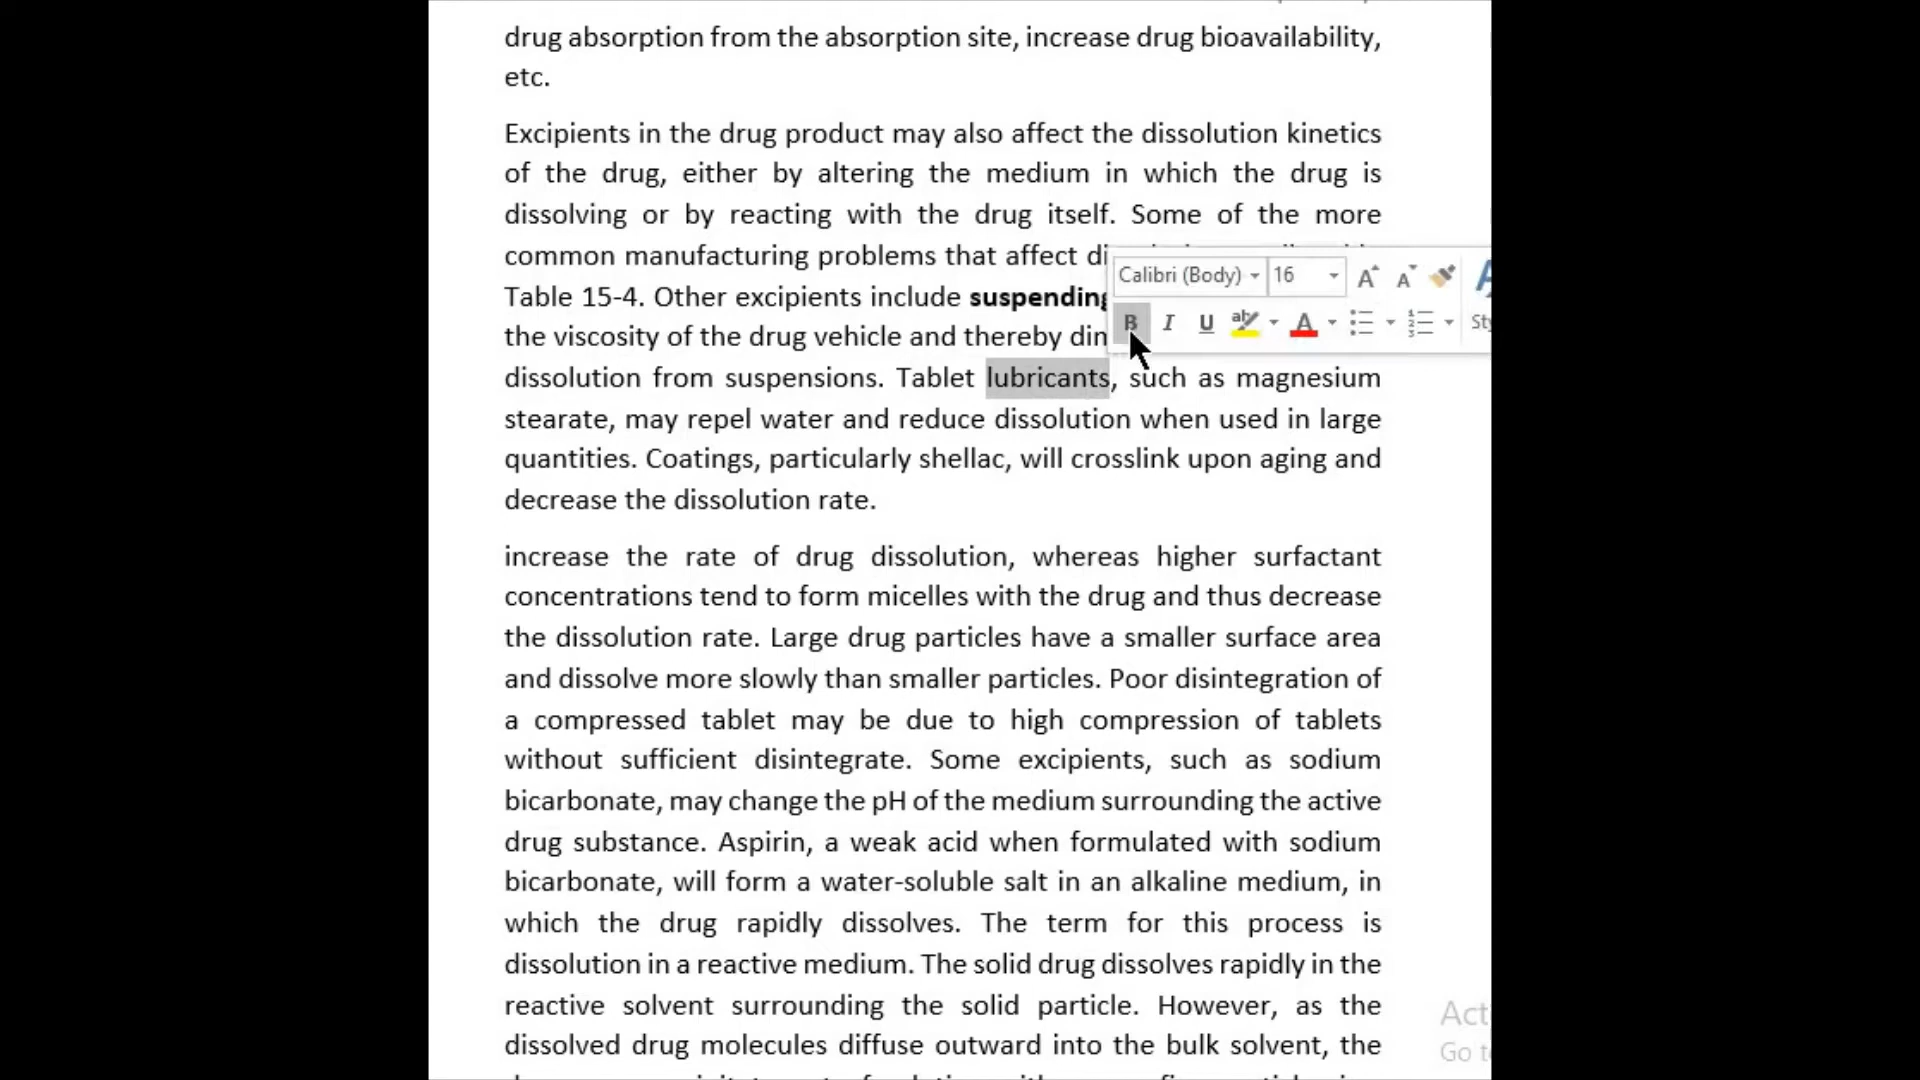 drug absorption from the absorption site, increase drug bioavailability,
etc.
Excipients in the drug product may also affect the dissolution kinetics
of the drug, either by altering the medium in which the drug is
dissolving or by reacting with the drug itself. Some of the more
common manufacturing problems that affect
Table 15-4. Other excipients include suspending
the viscosity of the drug vehicle and thereby
dissolution from suspensions. Tablet lubricants, such as magnesium
stearate, may repel water and reduce dissolution when used in large
quantities. Coatings, particularly shellac, will crosslink upon aging and
decrease the dissolution rate.
increase the rate of drug dissolution, whereas higher surfactant
concentrations tend to form micelles with the drug and thus decrease
the dissolution rate. Large drug particles have a smaller surface area
and dissolve more slowly than smaller particles. Poor disintegration of
a compressed tablet may be due to high compression of tablets
without sufficient disintegrate. Some excipients, such as sodium
bicarbonate, may change the pH of the medium surrounding the active
drug substance. Aspirin, a weak acid when formulated with sodium
bicarbonate, will form a water-soluble salt in an alkaline medium, in
which the drug rapidly dissolves. The term for this process is
dissolution in a reactive medium. The solid drug dissolves rapidly in the
reactive solvent surrounding the solid particle. However, as the
dissolved drug molecules diffuse outward into the bulk solvent, the
Calibri (Body) 16
B I U
Act
Go t